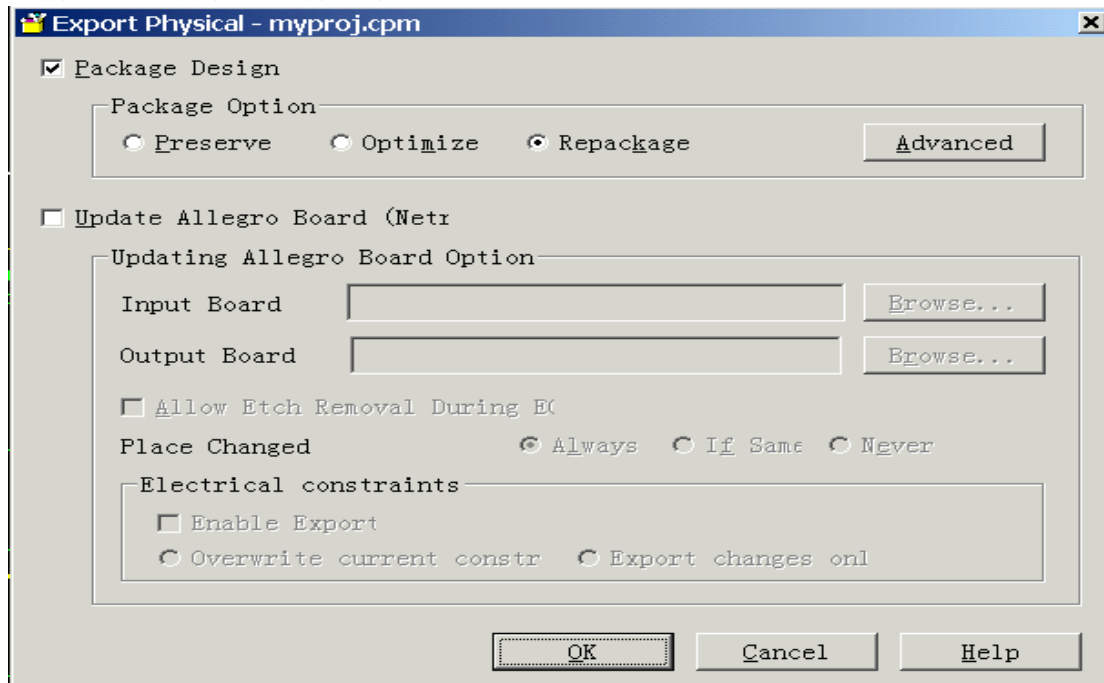 Export Physical - myproj.cpm
Package Design
Package Option
Preserve Optimize Repackage Advanced
Update Allegro Board (Netr
Updating Allegro Board Option
Input Board Browse...
Output Board Browse...
Allow Etch Removal During EC
Place Changed Always If Same Never
Electrical constraints
Enable Export
Overwrite current constr Export changes onl
OK Cancel Help